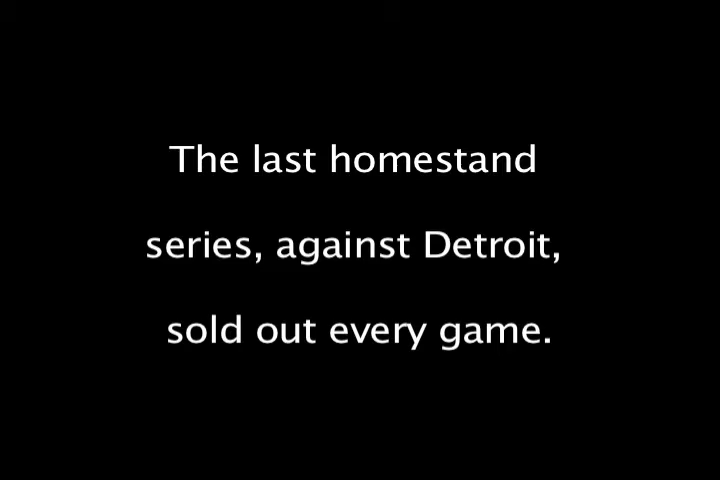 The last homestand
series, against Detroit,
sold out every game.